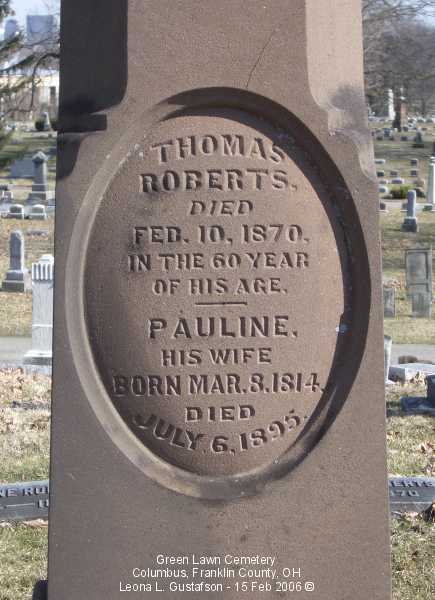 THOMAS
ROBERTS.
DIED
FEB. 10, 1870.
IN THE 60 YEAR
OF HIS AGE.
PAULINE,
HIS WIFE
BORN MAR. 8. 1814.
DIED
JULY 6, 1895.
Green Lawn Cemetery
Columbus, Franklin County, OH
Leona L. Gustafson - 15 Feb 2006 ©